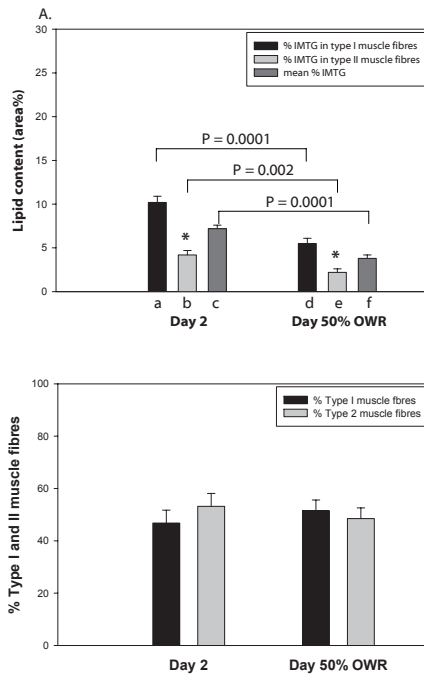 A.
% IMTG in type I muscle fibres
% IMTG in type II muscle fibres
mean % IMTG
30
25
20
15
10
5
0
Lipid content (area%)
P = 0.0001
P = 0.002
P = 0.0001
*
*
a b c d e f
Day 2 Day 50% OWR
% Type I muscle fbres
% Type 2 muscle fibres
100
80
60
40
20
0
% Type I and II muscle fibres
Day 2 Day 50% OWR